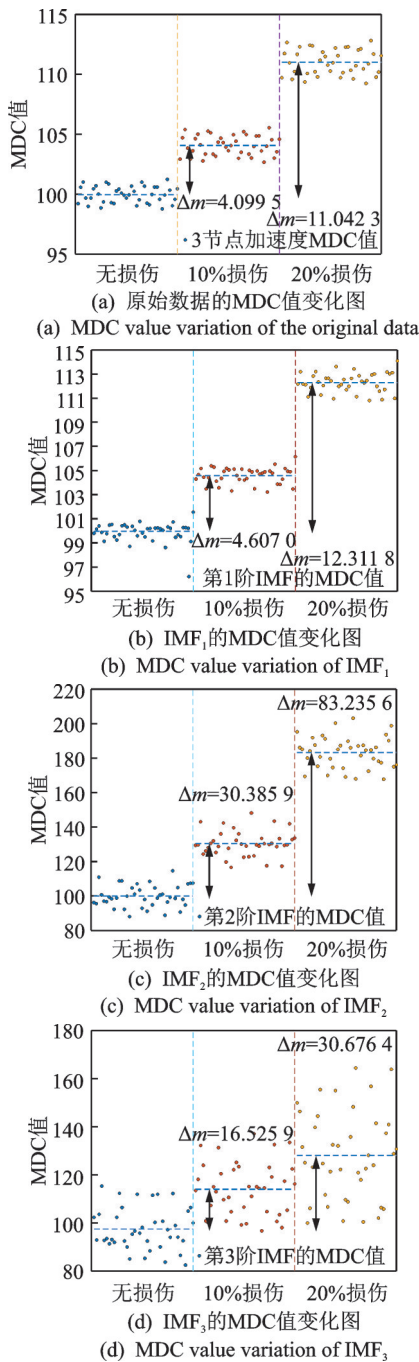 115
110
105
100
95
MDC值
Δm=4.099 5
Δm=11.042 3
3节点加速度MDC值
无损伤 10%损伤 20%损伤
(a) 原始数据的MDC值变化图
(a) MDC value variation of the original data
115
113
111
109
107
105
103
101
99
97
95
MDC值
Δm=4.607 0
Δm=12.311 8
第1阶IMF的MDC值
无损伤 10%损伤 20%损伤
(b) IMF₁的MDC值变化图
(b) MDC value variation of IMF₁
220
200
180
160
140
120
100
80
MDC值
Δm=83.235 6
Δm=30.385 9
第2阶IMF的MDC值
无损伤 10%损伤 20%损伤
(c) IMF₂的MDC值变化图
(c) MDC value variation of IMF₂
180
160
140
120
100
80
MDC值
Δm=30.676 4
Δm=16.525 9
第3阶IMF的MDC值
无损伤 10%损伤 20%损伤
(d) IMF₃的MDC值变化图
(d) MDC value variation of IMF₃